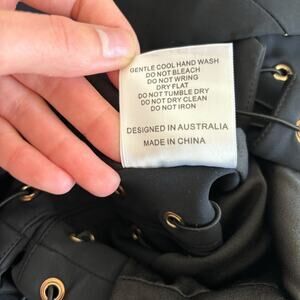 GENTLE COOL HAND WASH
DO NOT BLEACH
DO NOT WRING
DRY FLAT
DO NOT TUMBLE DRY
DO NOT DRY CLEAN
DO NOT IRON
DESIGNED IN AUSTRALIA
MADE IN CHINA